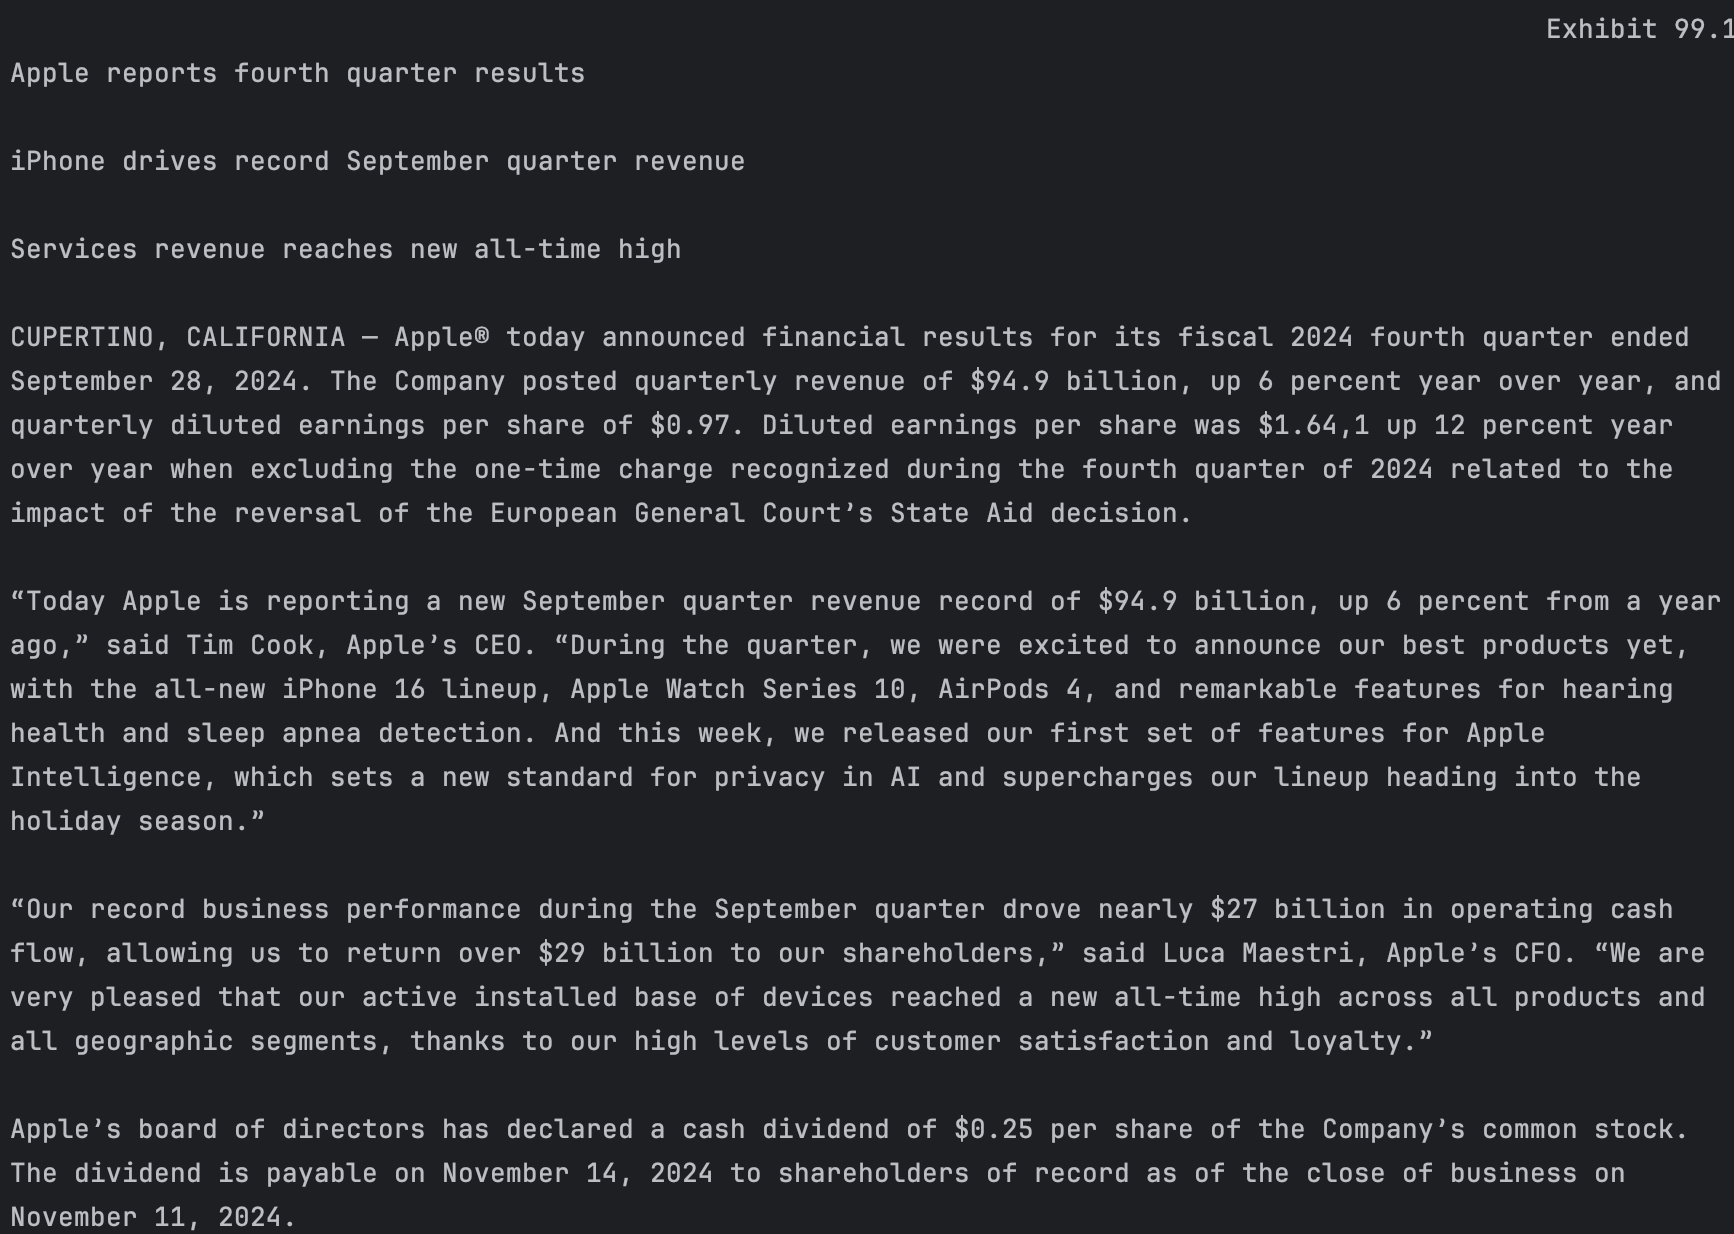 Exhibit 99.1
Apple reports fourth quarter results
iPhone drives record September quarter revenue
Services revenue reaches new all-time high
CUPERTINO, CALIFORNIA — Apple® today announced financial results for its fiscal 2024 fourth quarter ended
September 28, 2024. The Company posted quarterly revenue of $94.9 billion, up 6 percent year over year, and
quarterly diluted earnings per share of $0.97. Diluted earnings per share was $1.64,1 up 12 percent year
over year when excluding the one-time charge recognized during the fourth quarter of 2024 related to the
impact of the reversal of the European General Court’s State Aid decision.
“Today Apple is reporting a new September quarter revenue record of $94.9 billion, up 6 percent from a year
ago,” said Tim Cook, Apple’s CEO. “During the quarter, we were excited to announce our best products yet,
with the all-new iPhone 16 lineup, Apple Watch Series 10, AirPods 4, and remarkable features for hearing
health and sleep apnea detection. And this week, we released our first set of features for Apple
Intelligence, which sets a new standard for privacy in AI and supercharges our lineup heading into the
holiday season.”
“Our record business performance during the September quarter drove nearly $27 billion in operating cash
flow, allowing us to return over $29 billion to our shareholders,” said Luca Maestri, Apple’s CFO. “We are
very pleased that our active installed base of devices reached a new all-time high across all products and
all geographic segments, thanks to our high levels of customer satisfaction and loyalty.”
Apple’s board of directors has declared a cash dividend of $0.25 per share of the Company’s common stock.
The dividend is payable on November 14, 2024 to shareholders of record as of the close of business on
November 11, 2024.